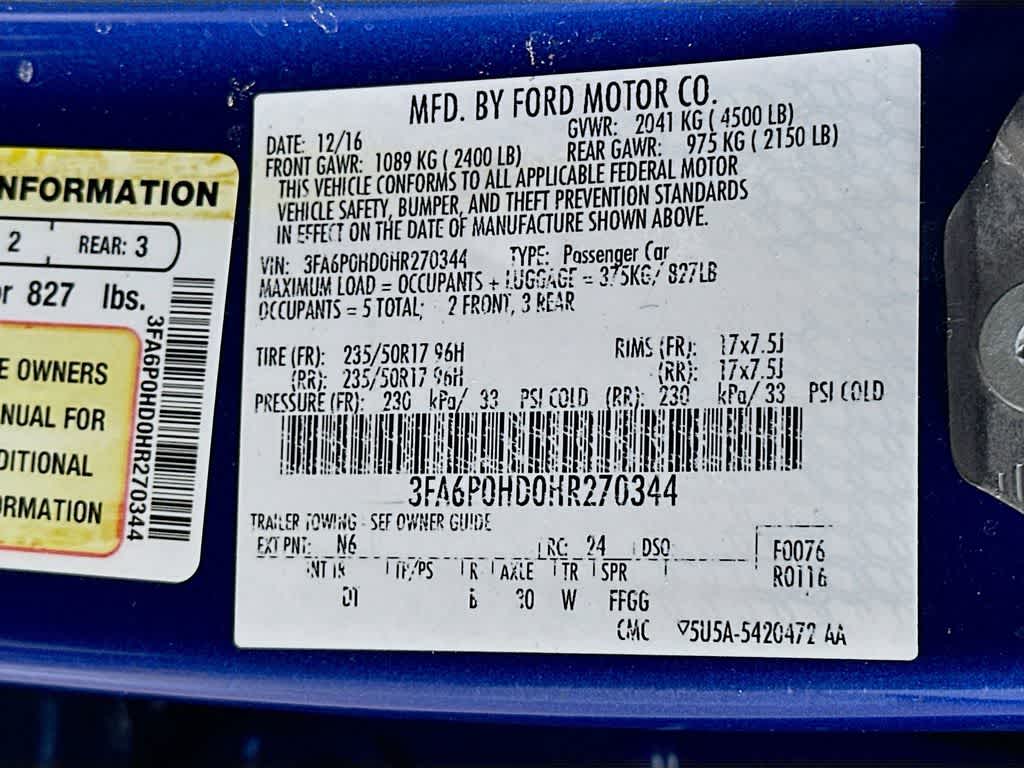 NFORMATION
2 REAR: 3
or 827 lbs.
E OWNERS
NUAL FOR
DITIONAL
ORMATION
3FA6P0HD0HR270344
MFD. BY FORD MOTOR CO.
DATE: 12/16 GVWR: 2041 KG ( 4500 LB)
FRONT GAWR: 1089 KG ( 2400 LB) REAR GAWR: 975 KG ( 2150 LB)
THIS VEHICLE CONFORMS TO ALL APPLICABLE FEDERAL MOTOR
VEHICLE SAFETY, BUMPER, AND THEFT PREVENTION STANDARDS
IN EFFECT ON THE DATE OF MANUFACTURE SHOWN ABOVE.
VIN: 3FA6P0HD0HR270344 TYPE: Passenger Car
MAXIMUM LOAD = OCCUPANTS + LUGGAGE = 375KG/ 827LB
OCCUPANTS = 5 TOTAL; 2 FRONT, 3 REAR
TIRE (FR): 235/50R17 96H RIMS (FR): 17x7.5J
(RR): 235/50R17 96H (RR): 17x7.5J
PRESSURE (FR): 230 kPa/ 33 PSI COLD (RR): 230 kPa/ 33 PSI COLD
3FA6P0HD0HR270344
TRAILER TOWING - SEE OWNER GUIDE
EXT PNT: N6 RC: 24 DSO: F0076
INT TR TP/PS R AXLE TR SPR R0116
B W FFGG
CMC 5U5A-5420472 AA